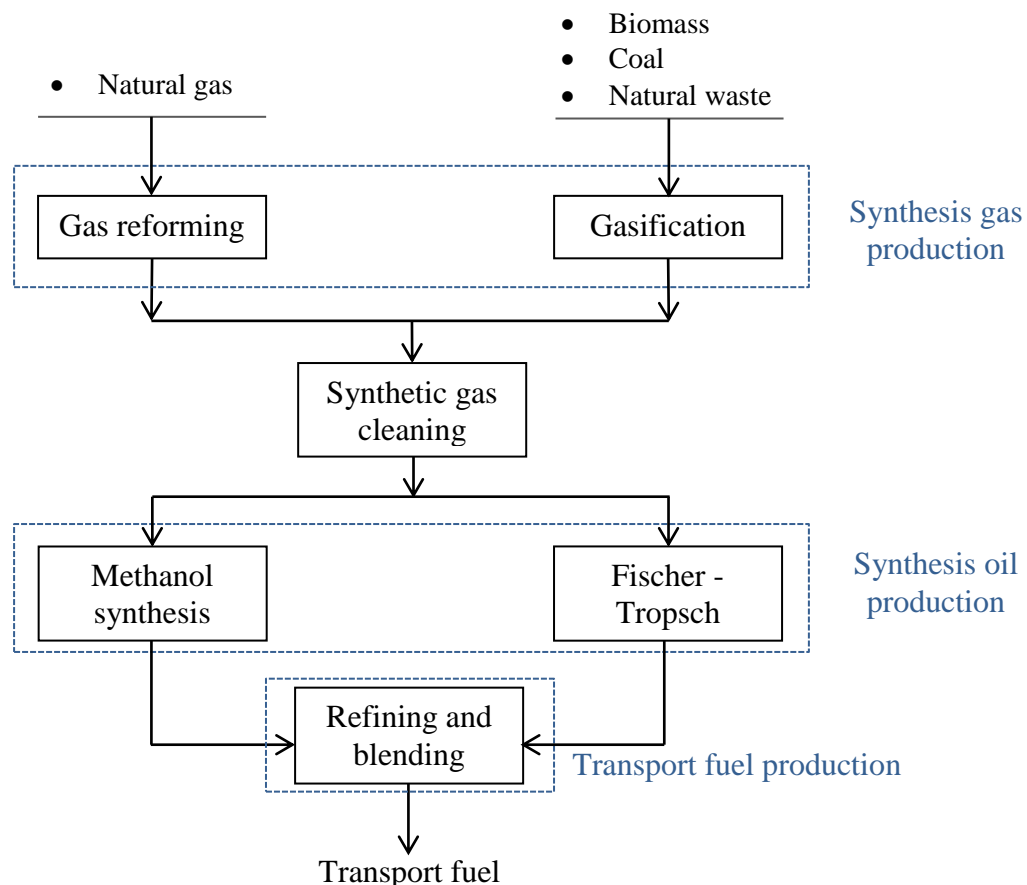 • Natural gas
• Biomass
• Coal
• Natural waste
Gas reforming
Gasification
Synthesis gas
production
Synthetic gas
cleaning
Methanol
synthesis
Fischer -
Tropsch
Synthesis oil
production
Refining and
blending
Transport fuel production
Transport fuel